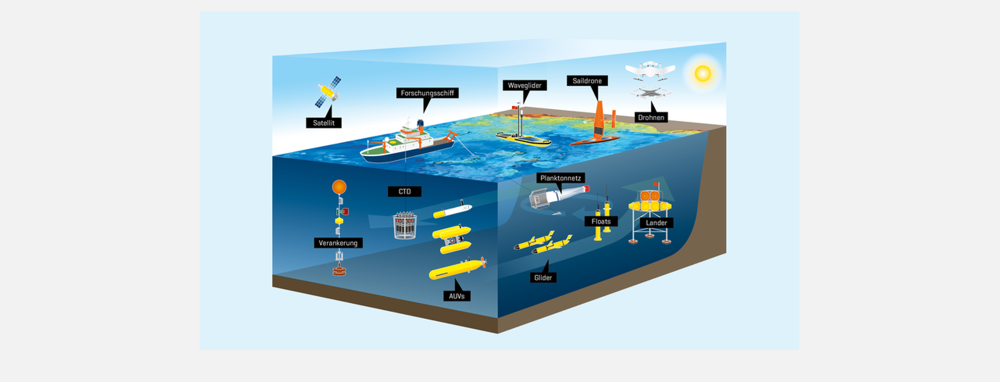 Saildrone
Waveglider
Forschungsschiff
Drohnen
Satellit
Planktonnetz
CTD
Floats
Lander
Verankerung
Glider
AUVs